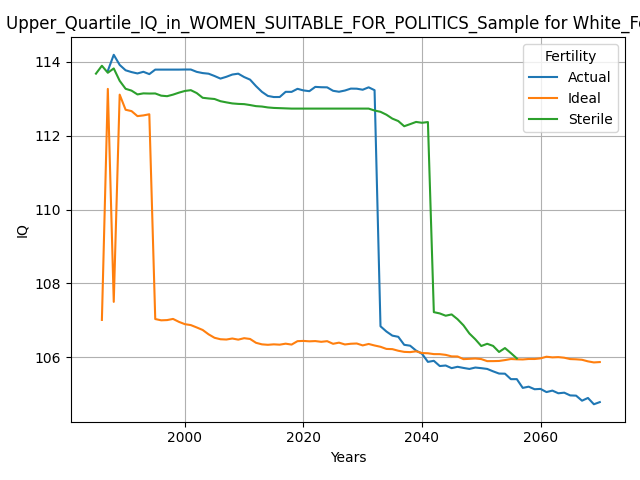 Upper_Quartile_IQ_in_WOMEN_SUITABLE_FOR_POLITICS_Sample for White_Fe
Fertility
Actual
Ideal
Sterile
114
112
110
108
106
IQ
2000 2020 2040 2060
Years